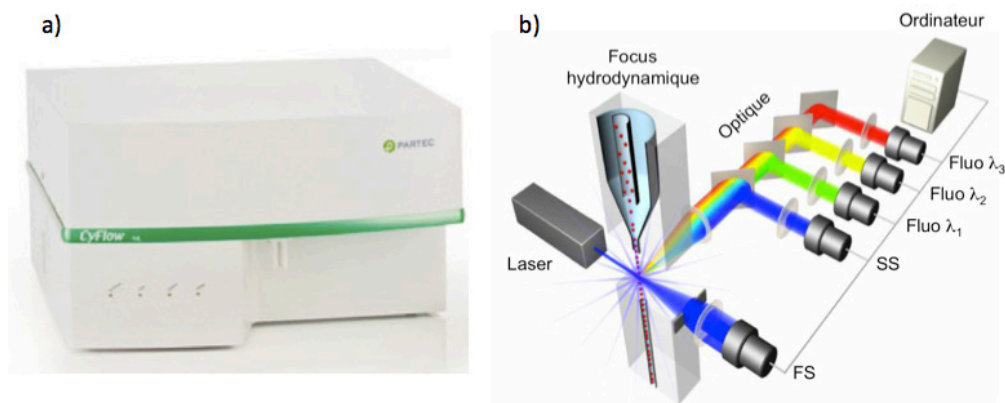 a)
PARTEC
CyFlow
b)
Ordinateur
Focus
hydrodynamique
Optique
Fluo λ3
Fluo λ2
Fluo λ1
Laser
SS
FS